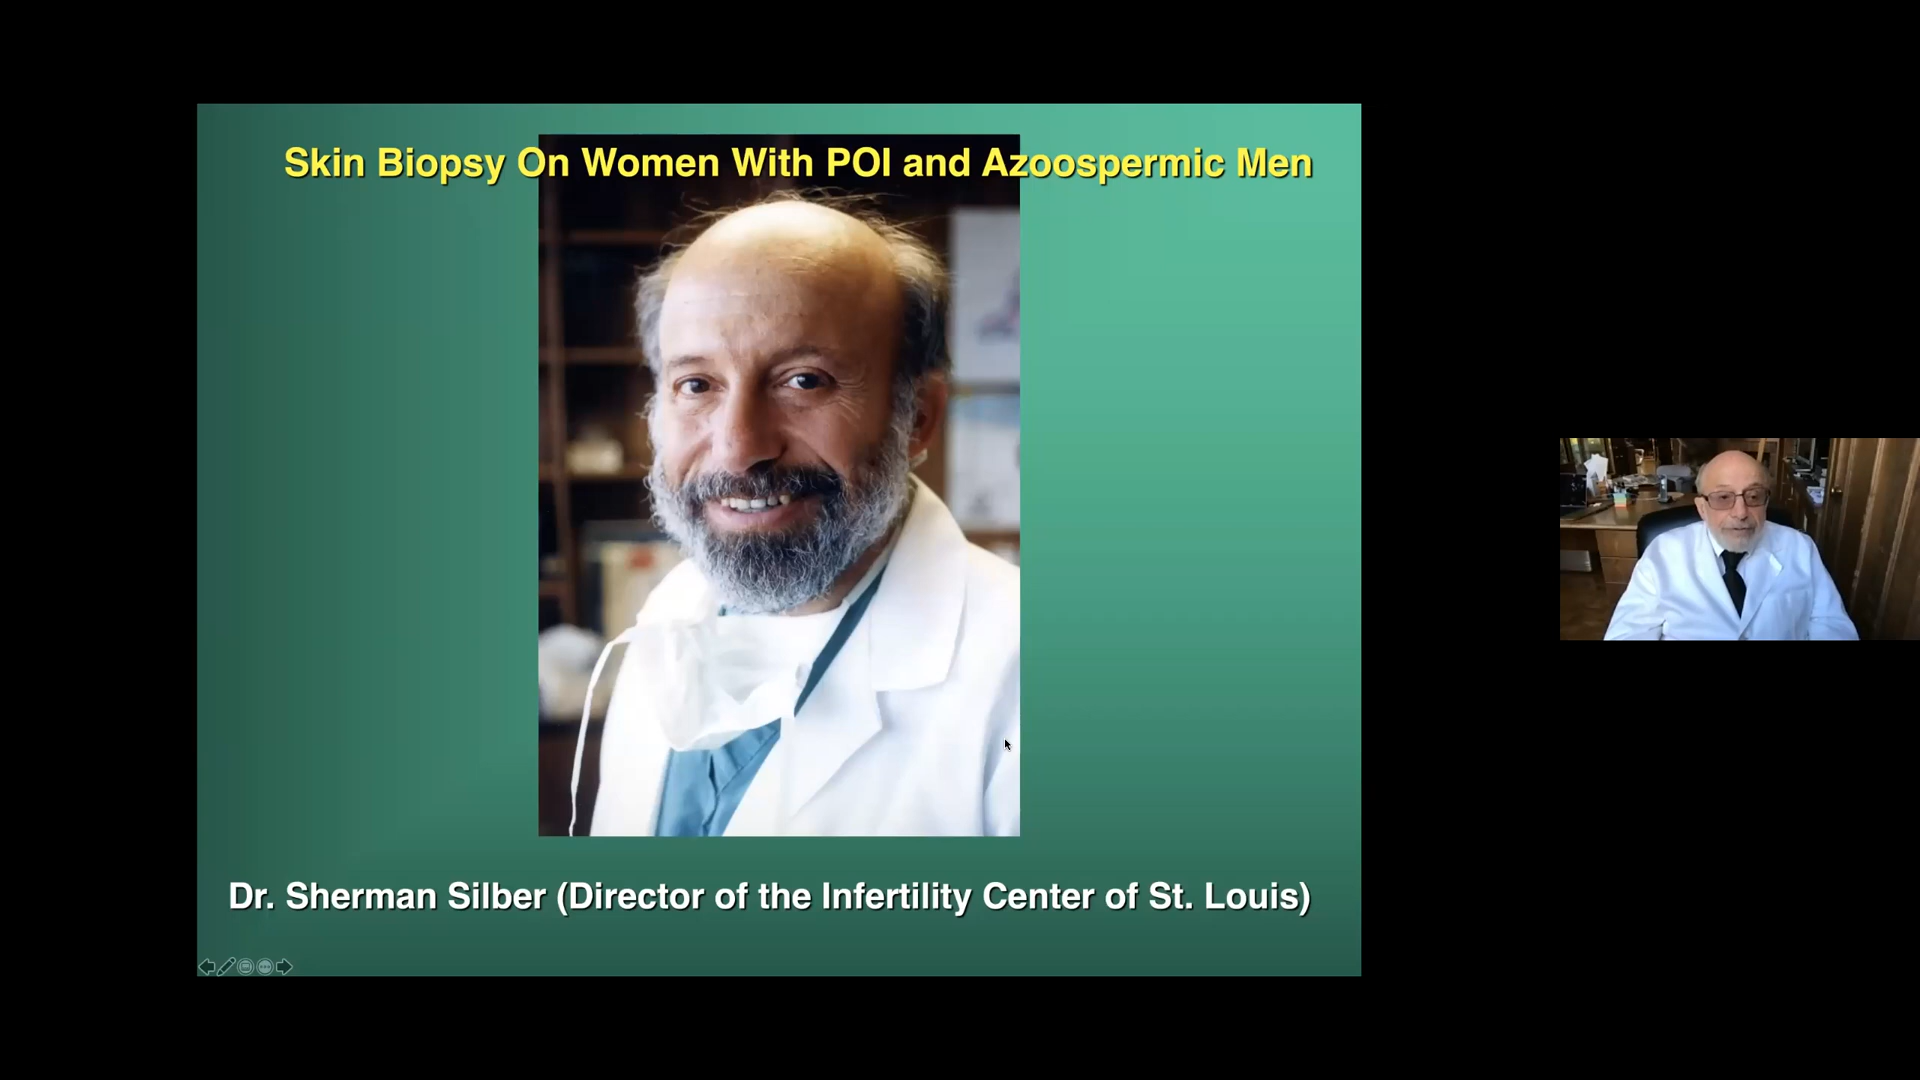 Skin Biopsy On Women With POI and Azoospermic Men
Dr. Sherman Silber (Director of the Infertility Center of St. Louis)